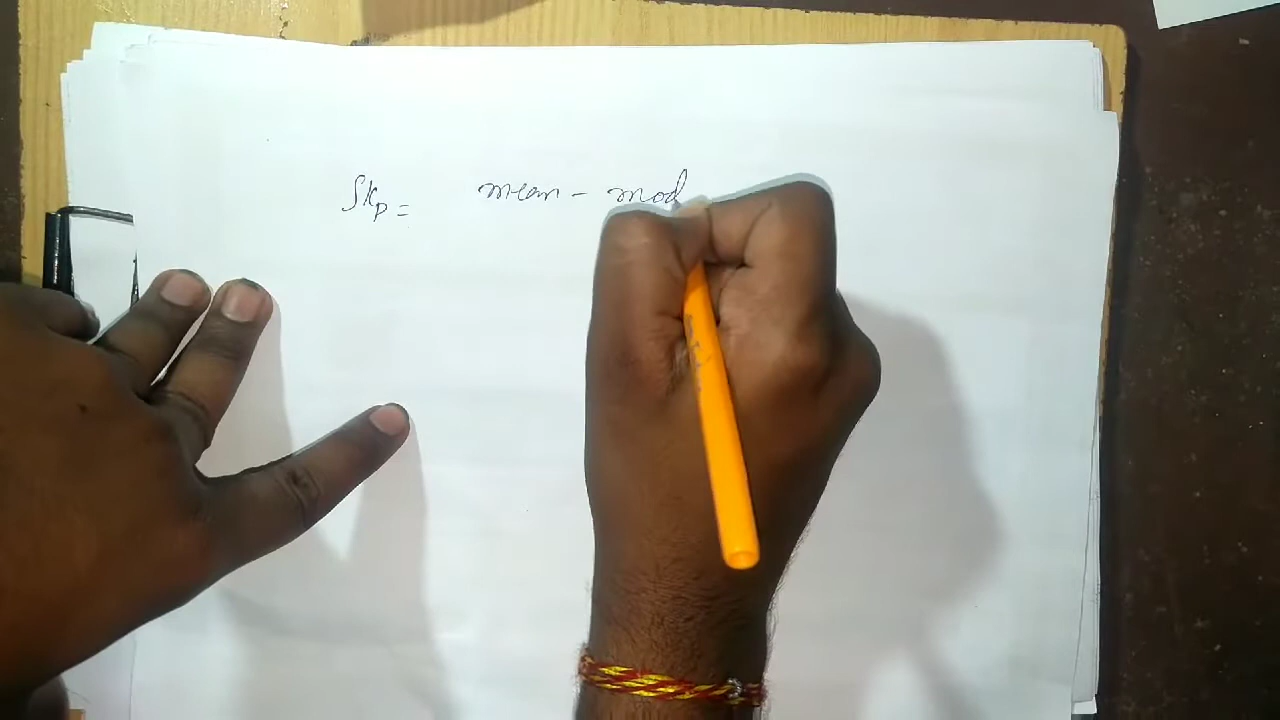 Skp = mean - mod